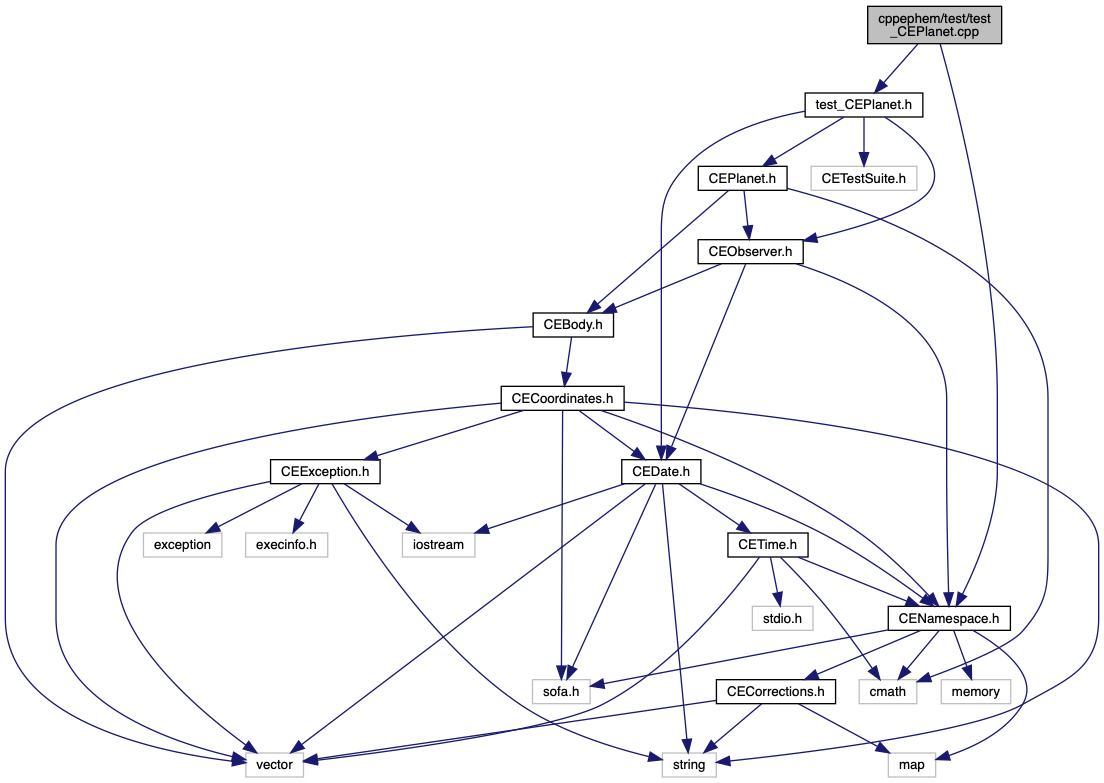 cppephem/test/test
_CEPlanet.cpp
test_CEPlanet.h
CEPlanet.h
CETestSuite.h
CEObserver.h
CEBody.h
CECoordinates.h
CEException.h
CEDate.h
exception
execinfo.h
iostream
CETime.h
stdio.h
CENamespace.h
sofa.h
CECorrections.h
cmath
memory
vector
string
map